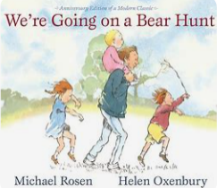 ~Anniversary Edition of a Modern Classic~
We're Going on a Bear Hunt
Michael Rosen Helen Oxenbury